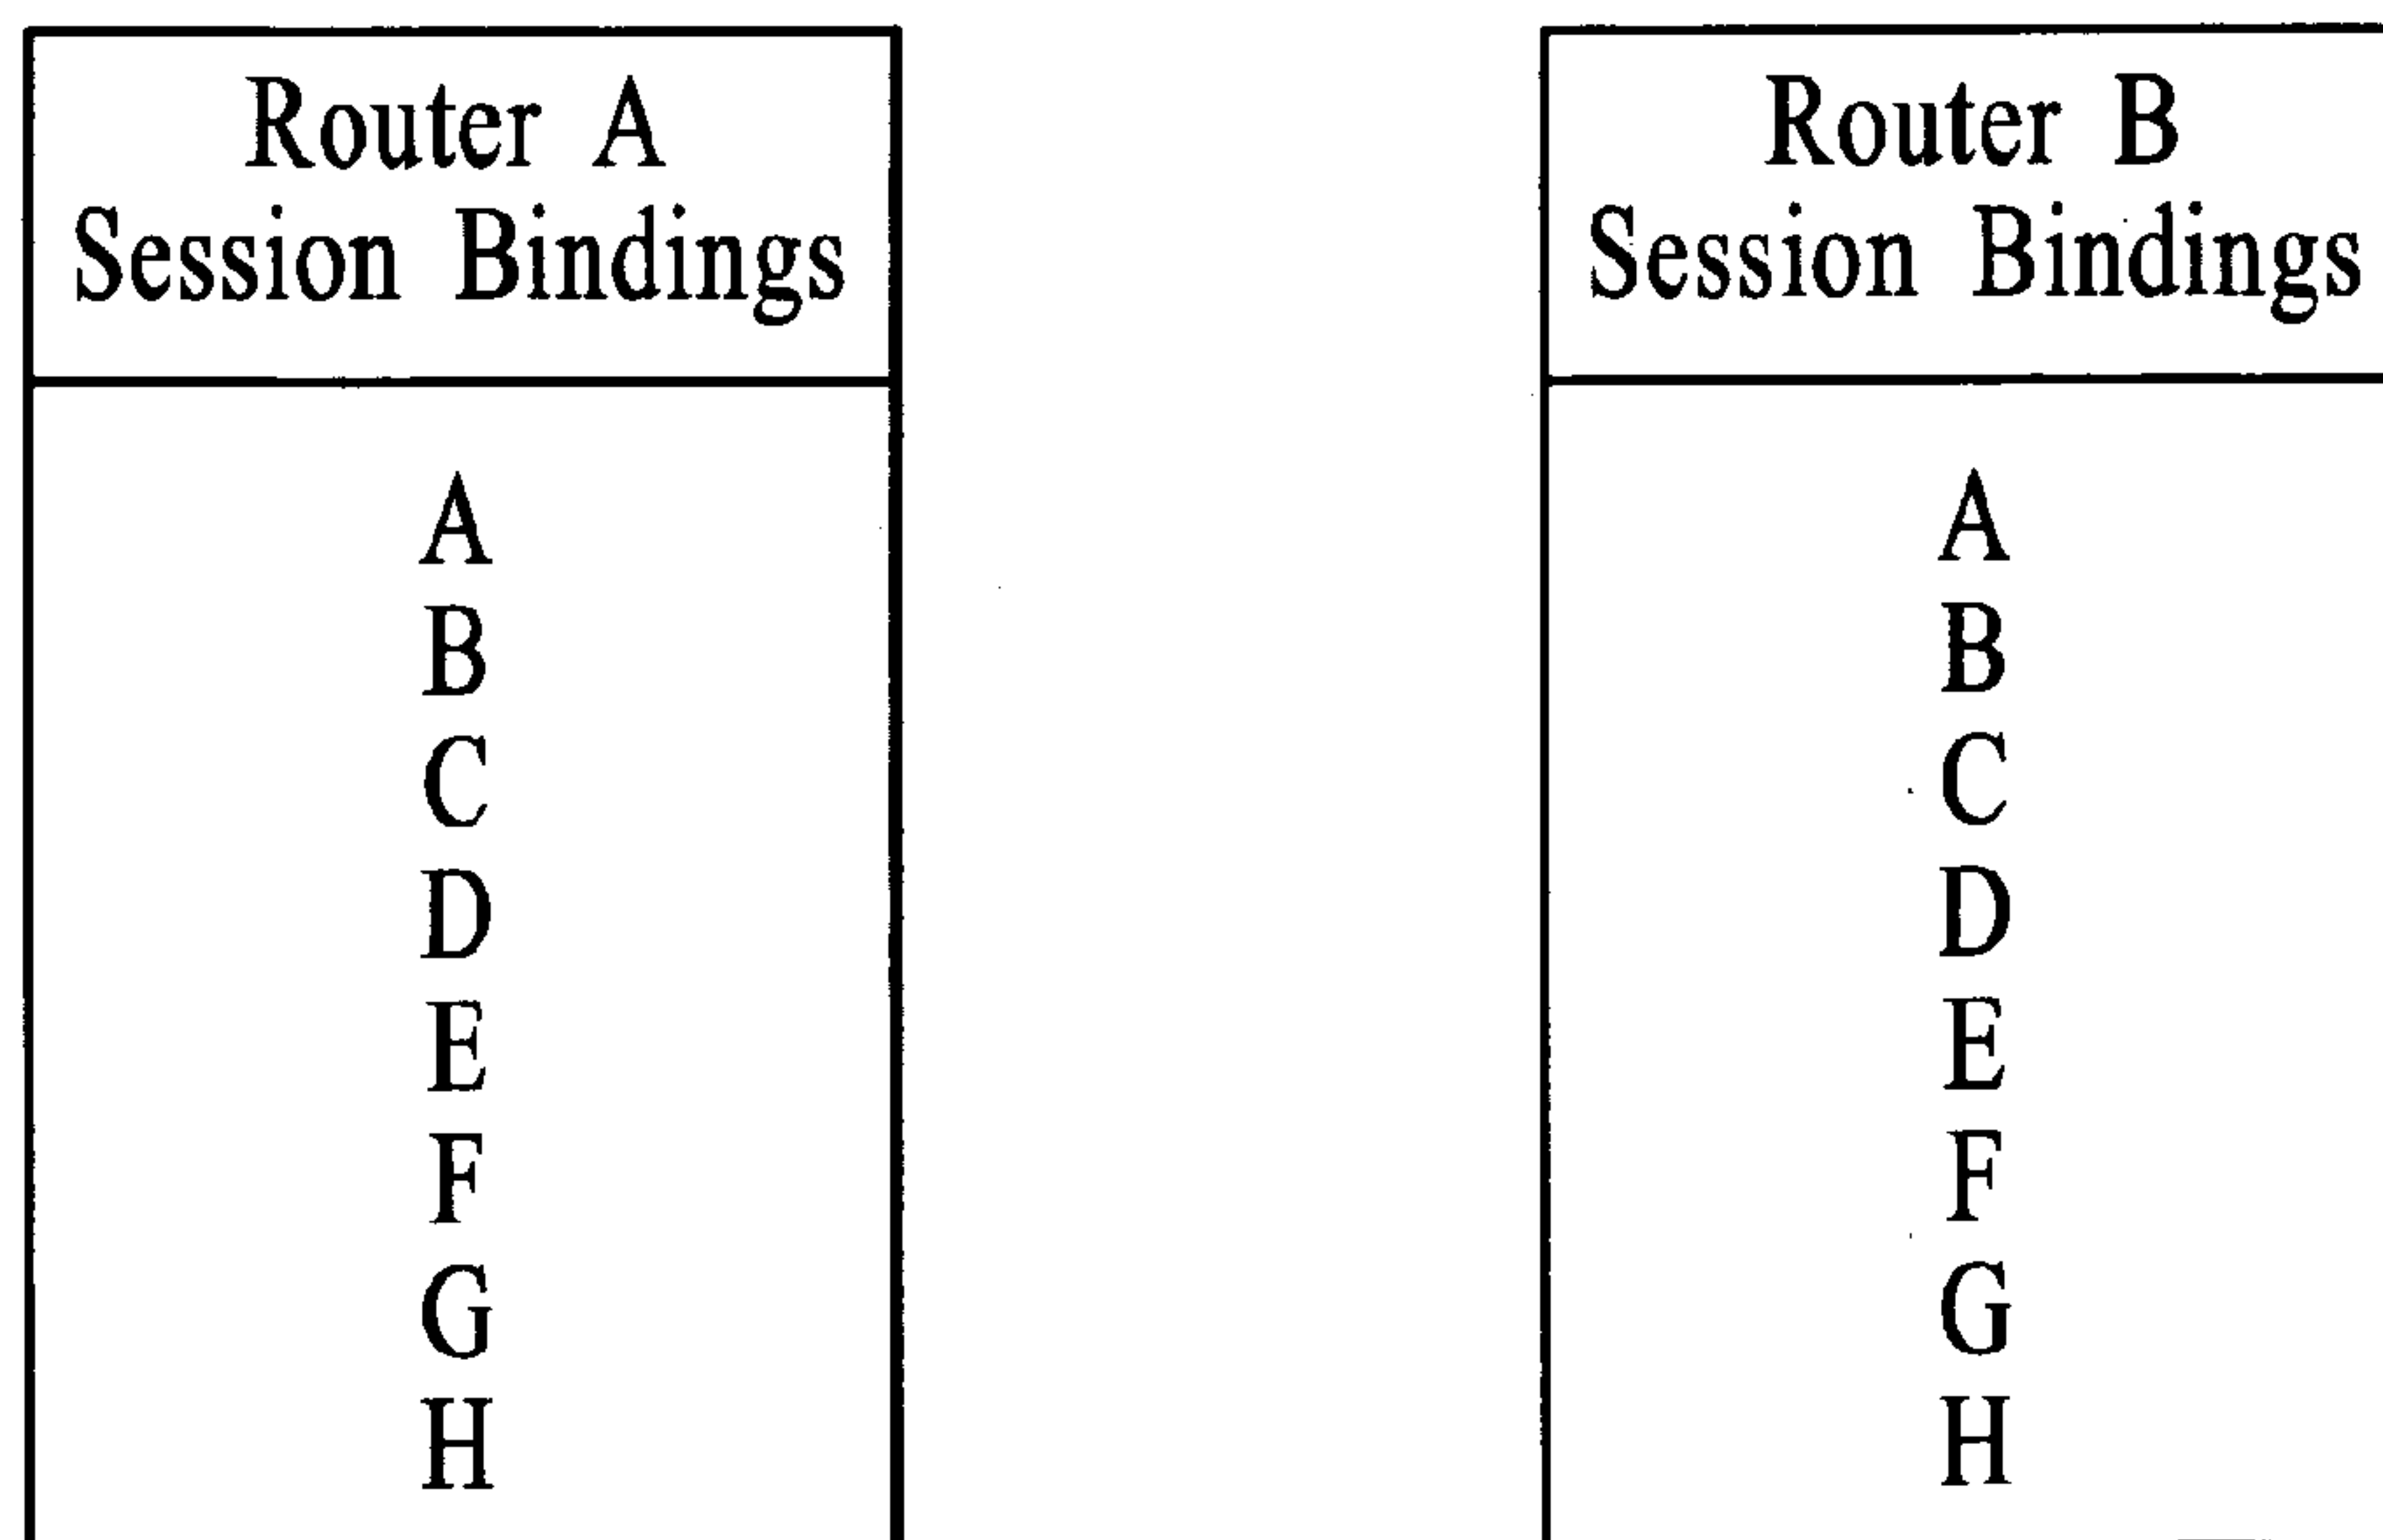 Router A
Session Bindings
A
B
C
D
E
F
G
H
Router B
Session Bindings
A
B
C
D
E
F
G
H